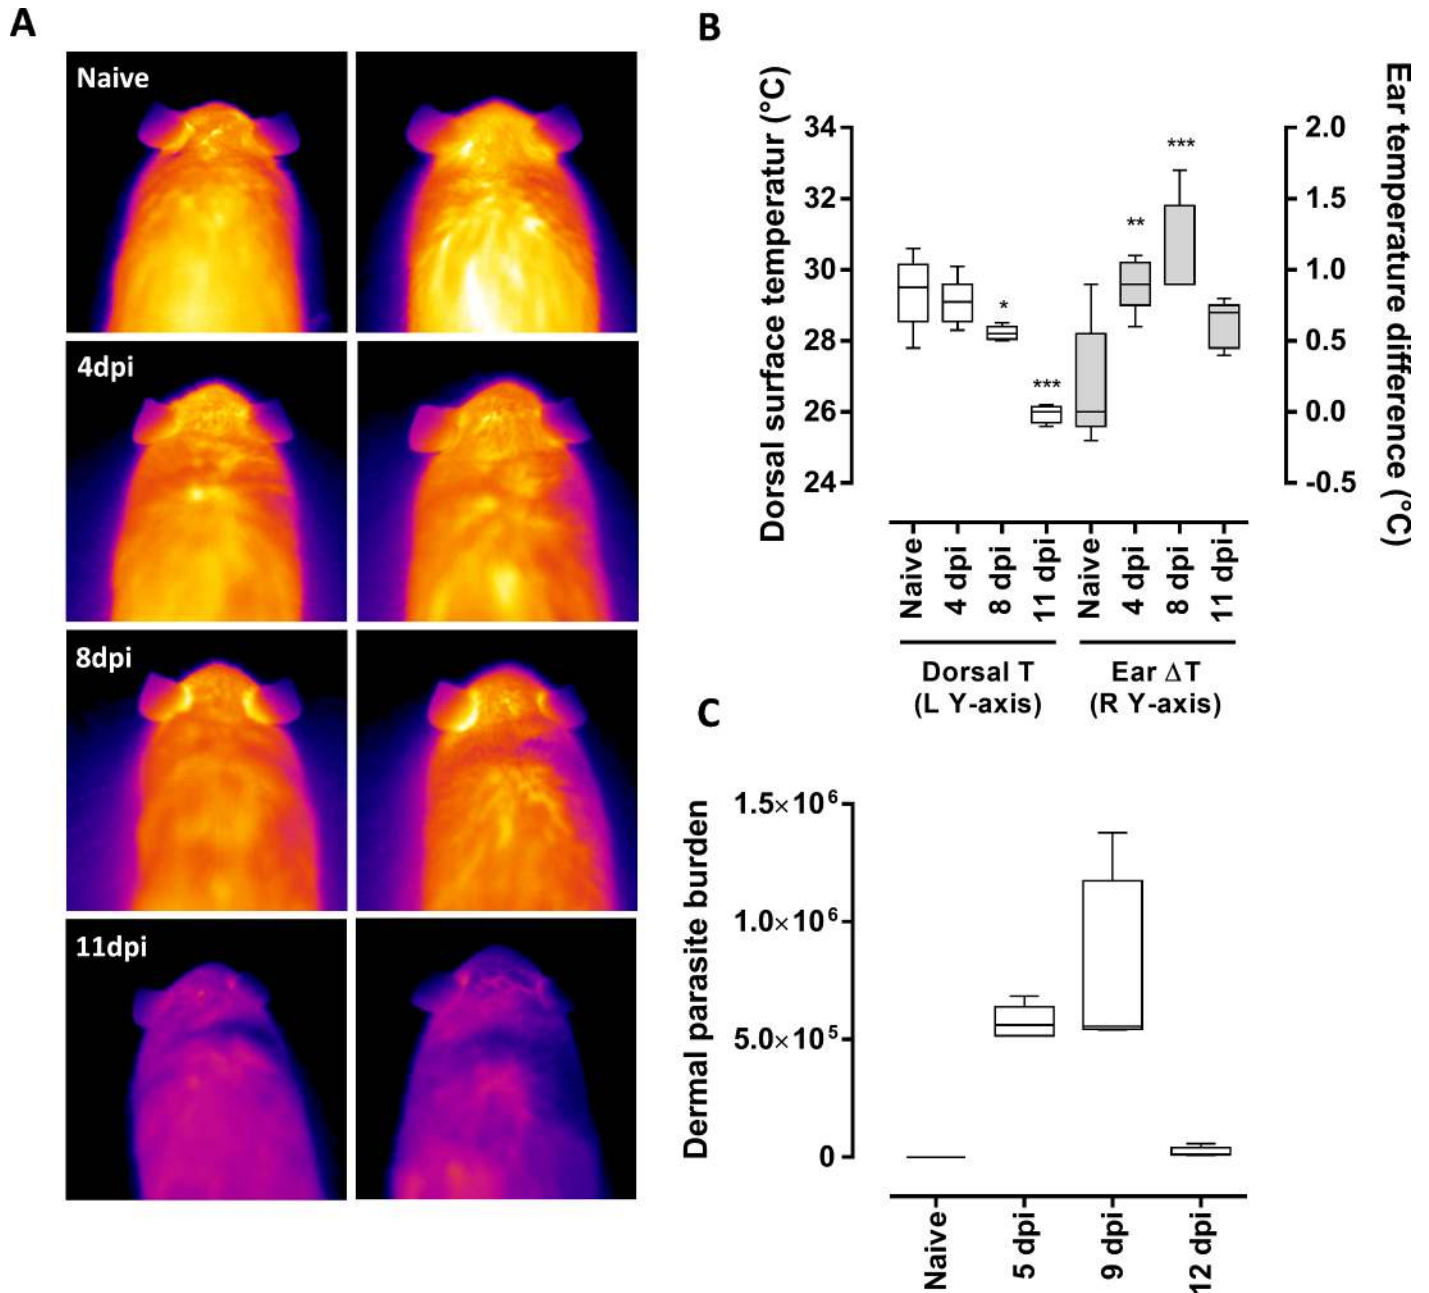 A
Naive
4dpi
8dpi
11dpi
B
Dorsal surface temperatur (°C)
34
32
30
28
26
24
*
***
**
***
2.0
1.5
1.0
0.5
0.0
-0.5
Ear temperature difference (°C)
Naive
4 dpi
8 dpi
11 dpi
Naive
4 dpi
8 dpi
11 dpi
Dorsal T
(L Y-axis)
Ear ΔT
(R Y-axis)
C
Dermal parasite burden
1.5×10⁶
1.0×10⁶
5.0×10⁵
0
Naive
5 dpi
9 dpi
12 dpi